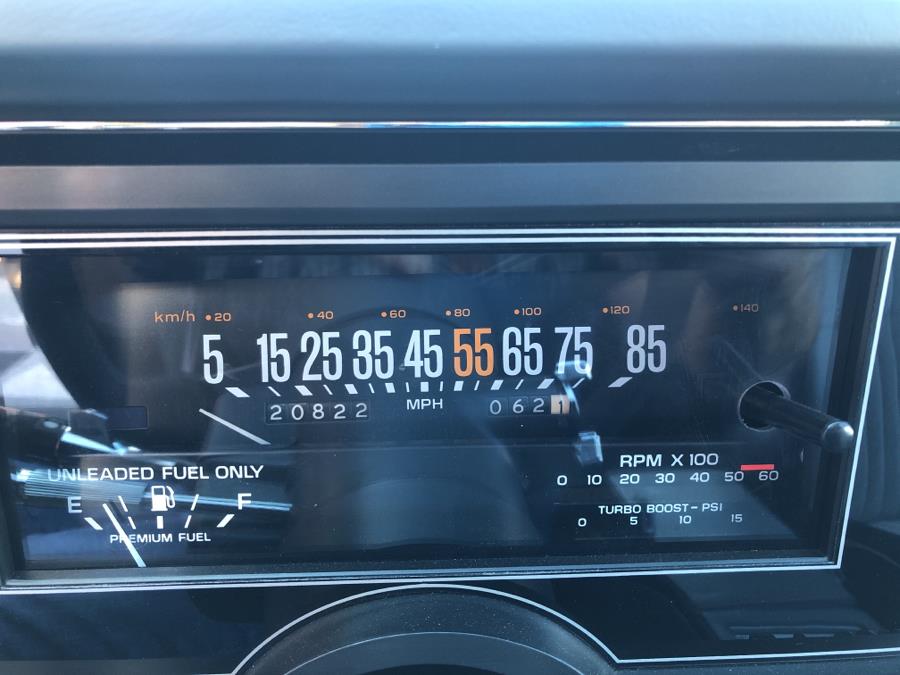 km/h 20 40 60 80 100 120 140
5 15 25 35 45 55 65 75 85
20822 MPH 0621
UNLEADED FUEL ONLY
E F
PREMIUM FUEL
RPM X 100
0 10 20 30 40 50 60
TURBO BOOST-PSI
0 5 10 15